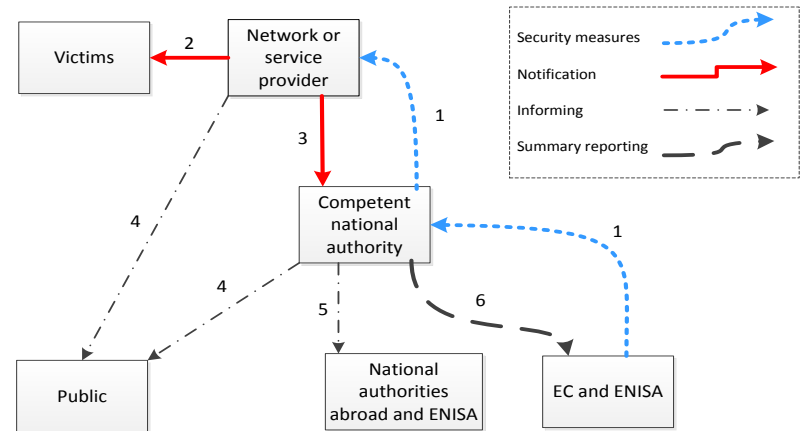 Victims
2
Network or
service
provider
1
3
4
Competent
national
authority
1
4
5
6
Public
National
authorities
abroad and ENISA
EC and ENISA
Security measures
Notification
Informing
Summary reporting